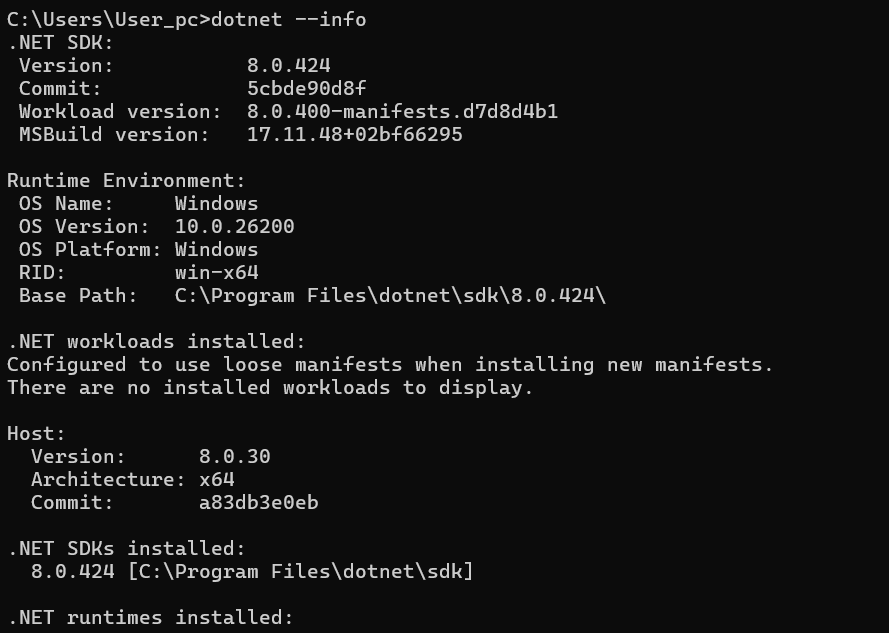 C:\Users\User_pc>dotnet --info
.NET SDK:
 Version:           8.0.424
 Commit:            5cbde90d8f
 Workload version:  8.0.400-manifests.d7d8d4b1
 MSBuild version:   17.11.48+02bf66295

Runtime Environment:
 OS Name:     Windows
 OS Version:  10.0.26200
 OS Platform: Windows
 RID:         win-x64
 Base Path:   C:\Program Files\dotnet\sdk\8.0.424\

.NET workloads installed:
Configured to use loose manifests when installing new manifests.
There are no installed workloads to display.

Host:
  Version:      8.0.30
  Architecture: x64
  Commit:       a83db3e0eb

.NET SDKs installed:
  8.0.424 [C:\Program Files\dotnet\sdk]

.NET runtimes installed: